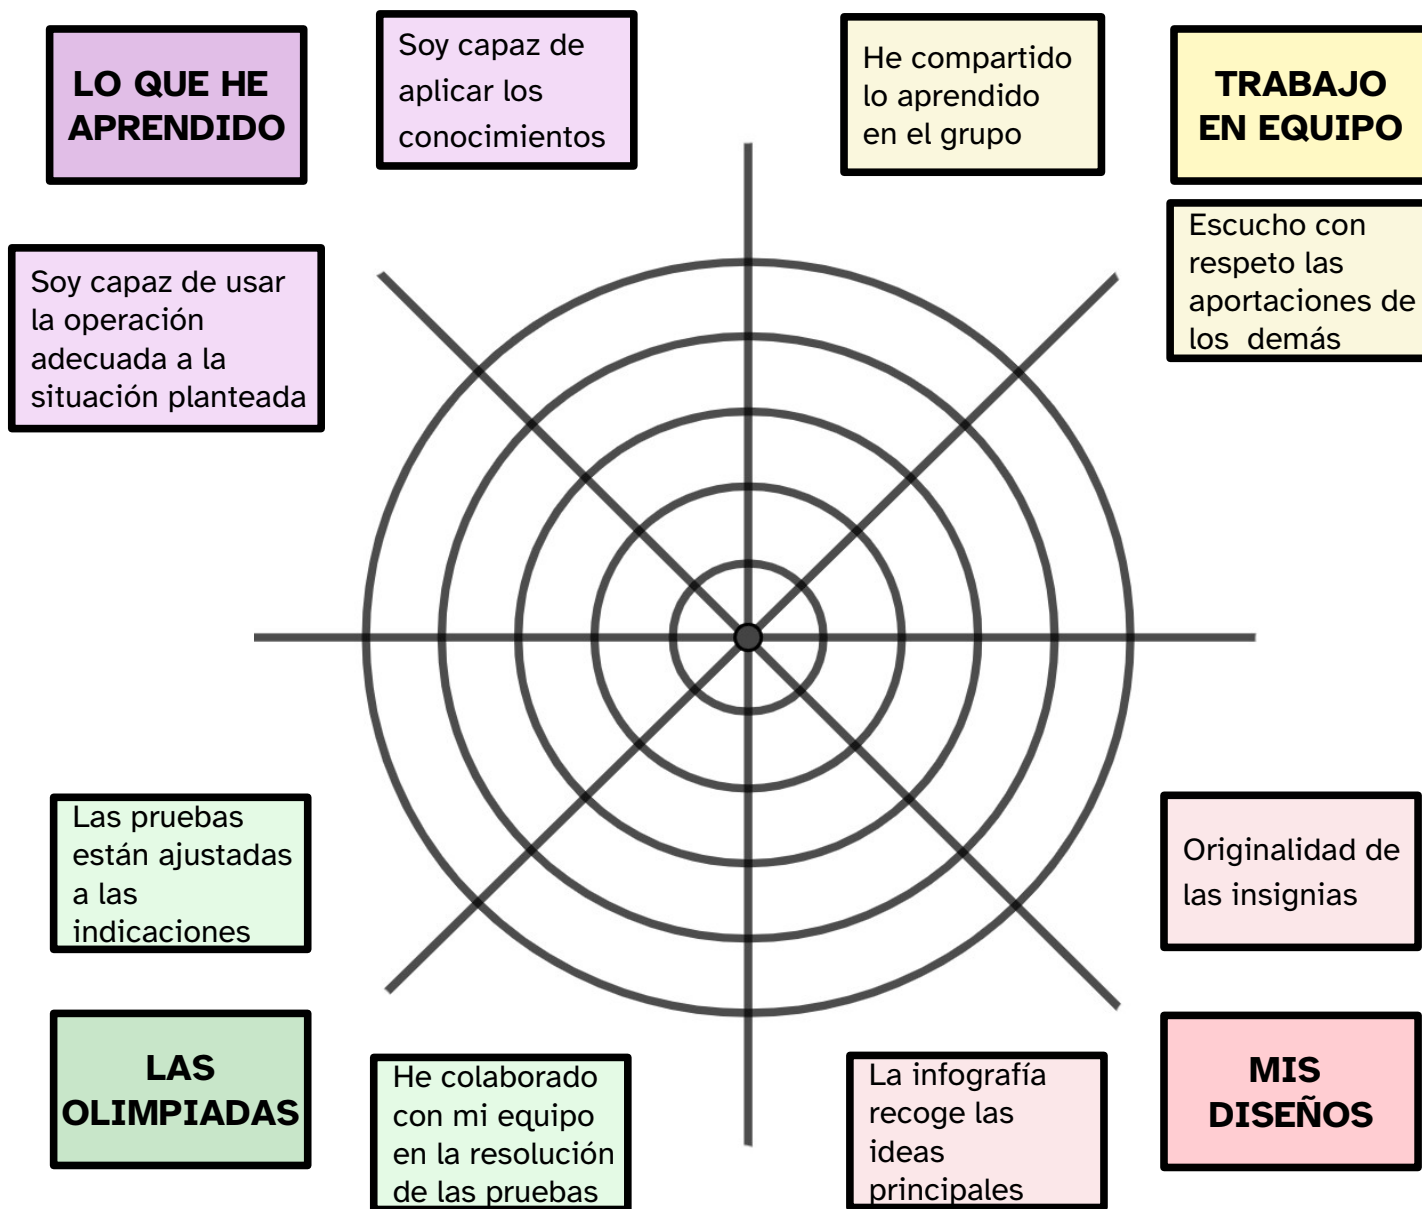 LO QUE HE
APRENDIDO
Soy capaz de
aplicar los
conocimientos
He compartido
lo aprendido
en el grupo
TRABAJO
EN EQUIPO
Soy capaz de usar
la operación
adecuada a la
situación planteada
Escucho con
respeto las
aportaciones de
los demás
Las pruebas
están ajustadas
a las
indicaciones
Originalidad de
las insignias
LAS
OLIMPIADAS
He colaborado
con mi equipo
en la resolución
de las pruebas
La infografía
recoge las
ideas
principales
MIS
DISEÑOS